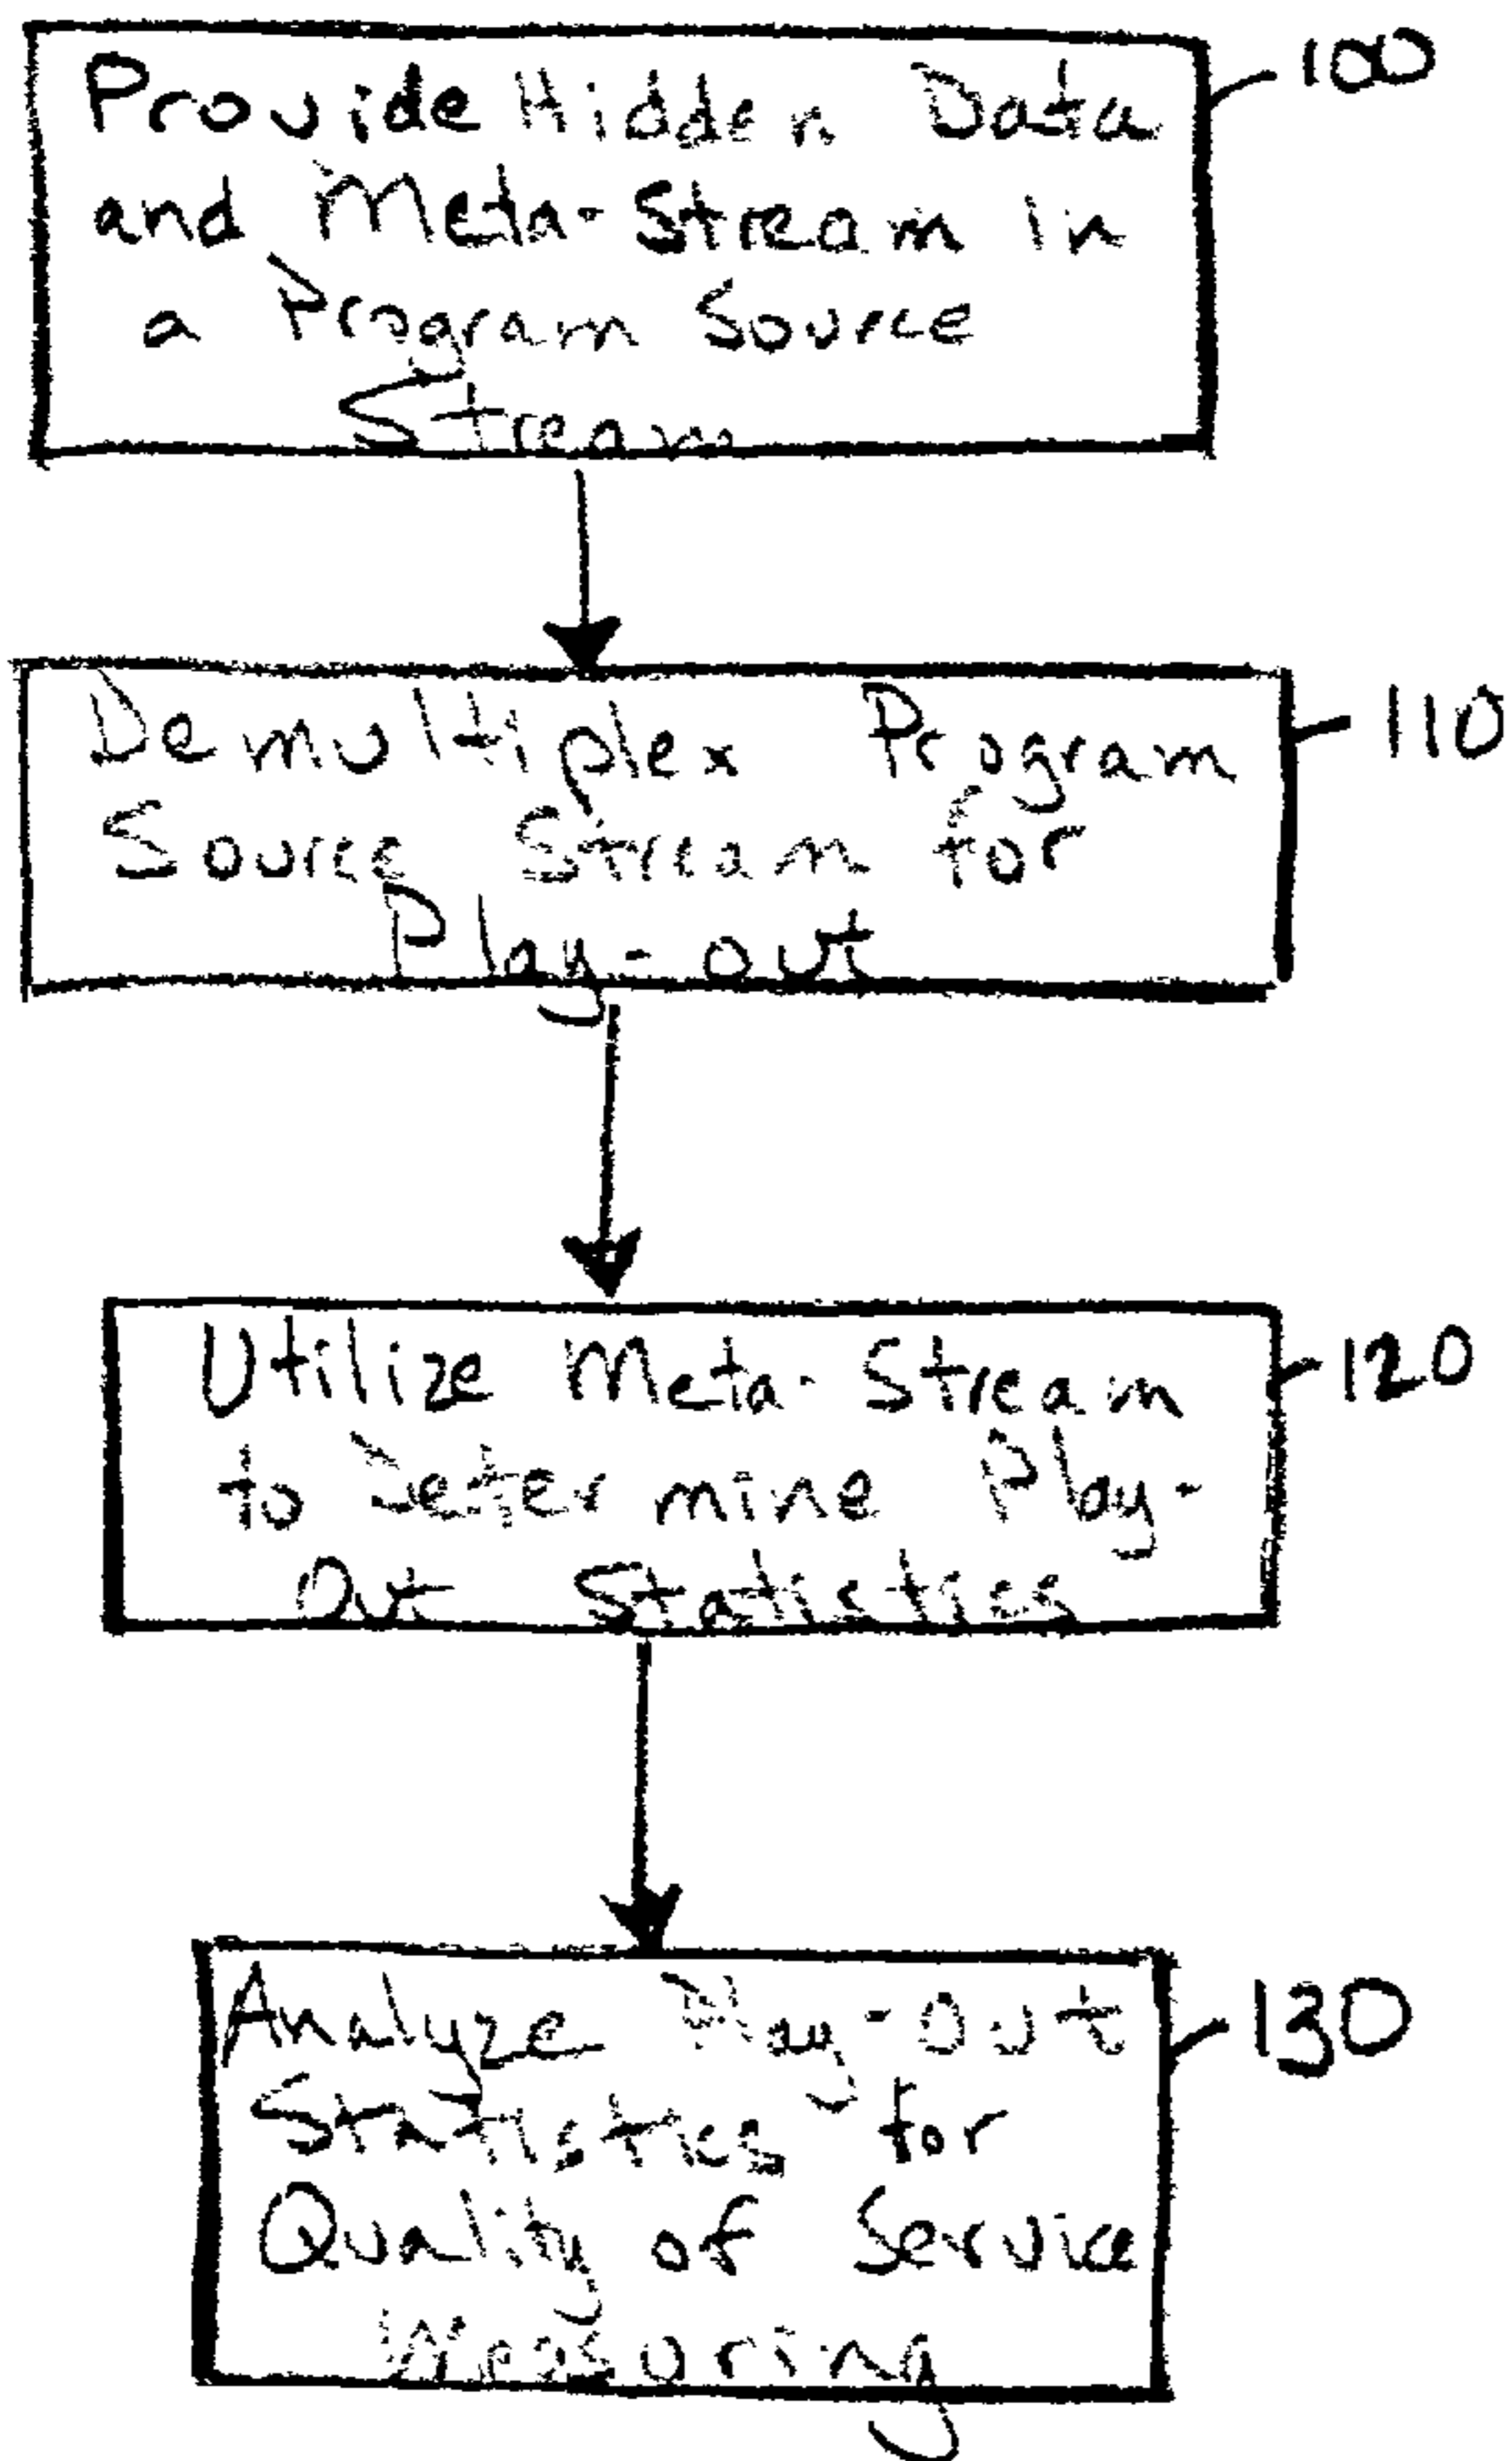 Provide Hidden Data
and Meta-Stream in
a Program Source
Stream
100
Demultiplex Program
Source Stream for
Play-out
110
Utilize Meta-Stream
to Determine Play-
Out Statistics
120
Analyze Play-Out
Statistics for
Quality of Service
Measuring
130